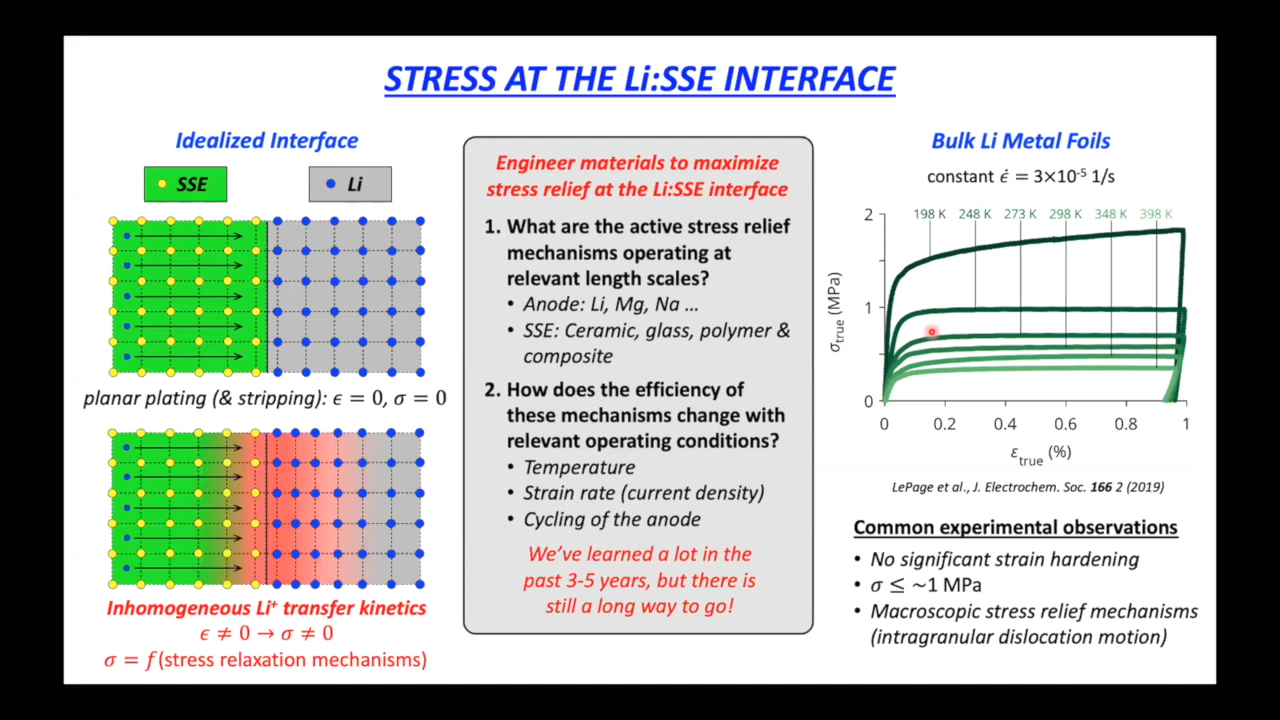 STRESS AT THE Li:SSE INTERFACE
Idealized Interface
SSE
Li
planar plating (& stripping): ϵ = 0, σ = 0
Inhomogeneous Li⁺ transfer kinetics
ϵ ≠ 0 → σ ≠ 0
σ = f(stress relaxation mechanisms)
Engineer materials to maximize
stress relief at the Li:SSE interface
1. What are the active stress relief
mechanisms operating at
relevant length scales?
• Anode: Li, Mg, Na ...
• SSE: Ceramic, glass, polymer &
composite
2. How does the efficiency of
these mechanisms change with
relevant operating conditions?
• Temperature
• Strain rate (current density)
• Cycling of the anode
We've learned a lot in the
past 3-5 years, but there is
still a long way to go!
Bulk Li Metal Foils
constant ϵ̇ = 3×10⁻⁵ 1/s
198 K 248 K 273 K 298 K 348 K 398 K
2
1
0
σtrue (MPa)
0 0.2 0.4 0.6 0.8 1
εtrue (%)
LePage et al., J. Electrochem. Soc. 166 2 (2019)
Common experimental observations
• No significant strain hardening
• σ ≤ ~1 MPa
• Macroscopic stress relief mechanisms
(intragranular dislocation motion)